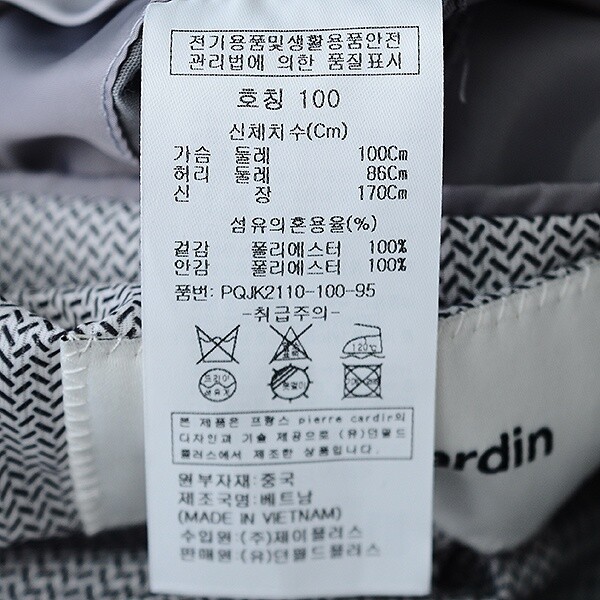 전기용품및생활용품안전
관리법에 의한 품질표시
호칭 100
신체치수(Cm)
가슴 둘레 100Cm
허리 둘레 86Cm
신 장 170Cm
섬유의혼용율(%)
겉감 폴리에스터 100%
안감 폴리에스터 100%
품번: PQJK2110-100-95
-취급주의-
120℃
드라이
본 제품은 프랑스 pierre cardin의
디자인과 기술 제공으로 (유)던필드
플러스에서 제조한 상품입니다.
원부자재:중국
제조국명:베트남
(MADE IN VIETNAM)
수입원: (주)제이플러스
판매원 (유)던필드플러스
ardin